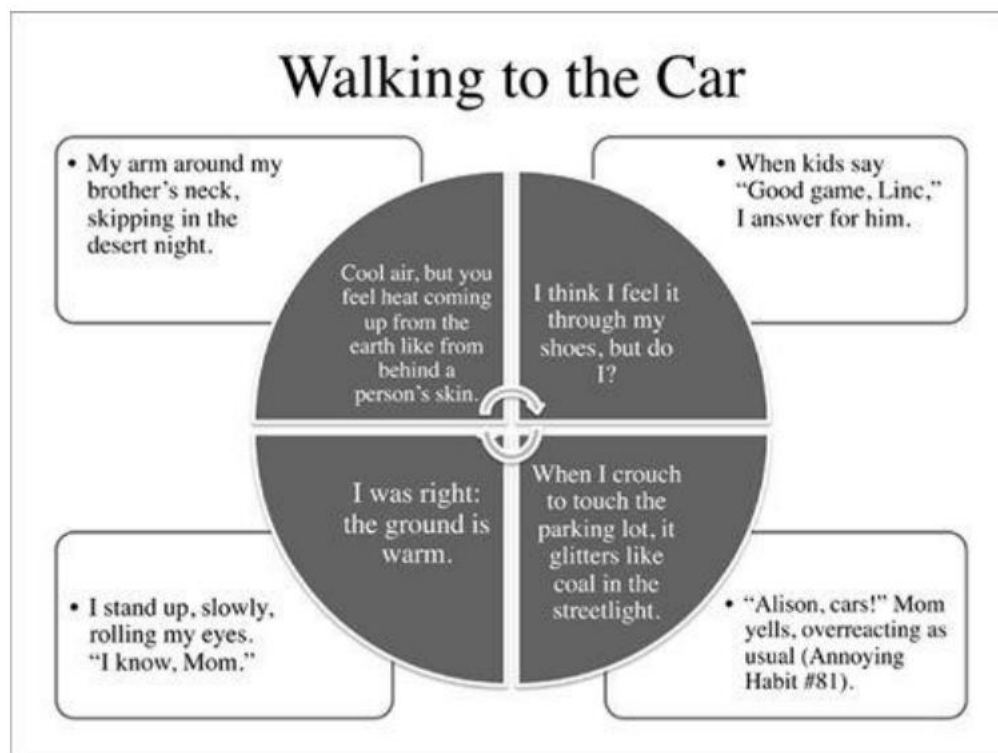 Walking to the Car
• My arm around my
brother's neck,
skipping in the
desert night.
Cool air, but you
feel heat coming
up from the
earth like from
behind a
person's skin.
• When kids say
“Good game, Linc,”
I answer for him.
I think I feel it
through my
shoes, but do
I?
When I crouch
to touch the
parking lot, it
glitters like
coal in the
streetlight.
• “Alison, cars!” Mom
yells, overreacting as
usual (Annoying
Habit #81).
I was right:
the ground is
warm.
• I stand up, slowly,
rolling my eyes.
“I know, Mom.”